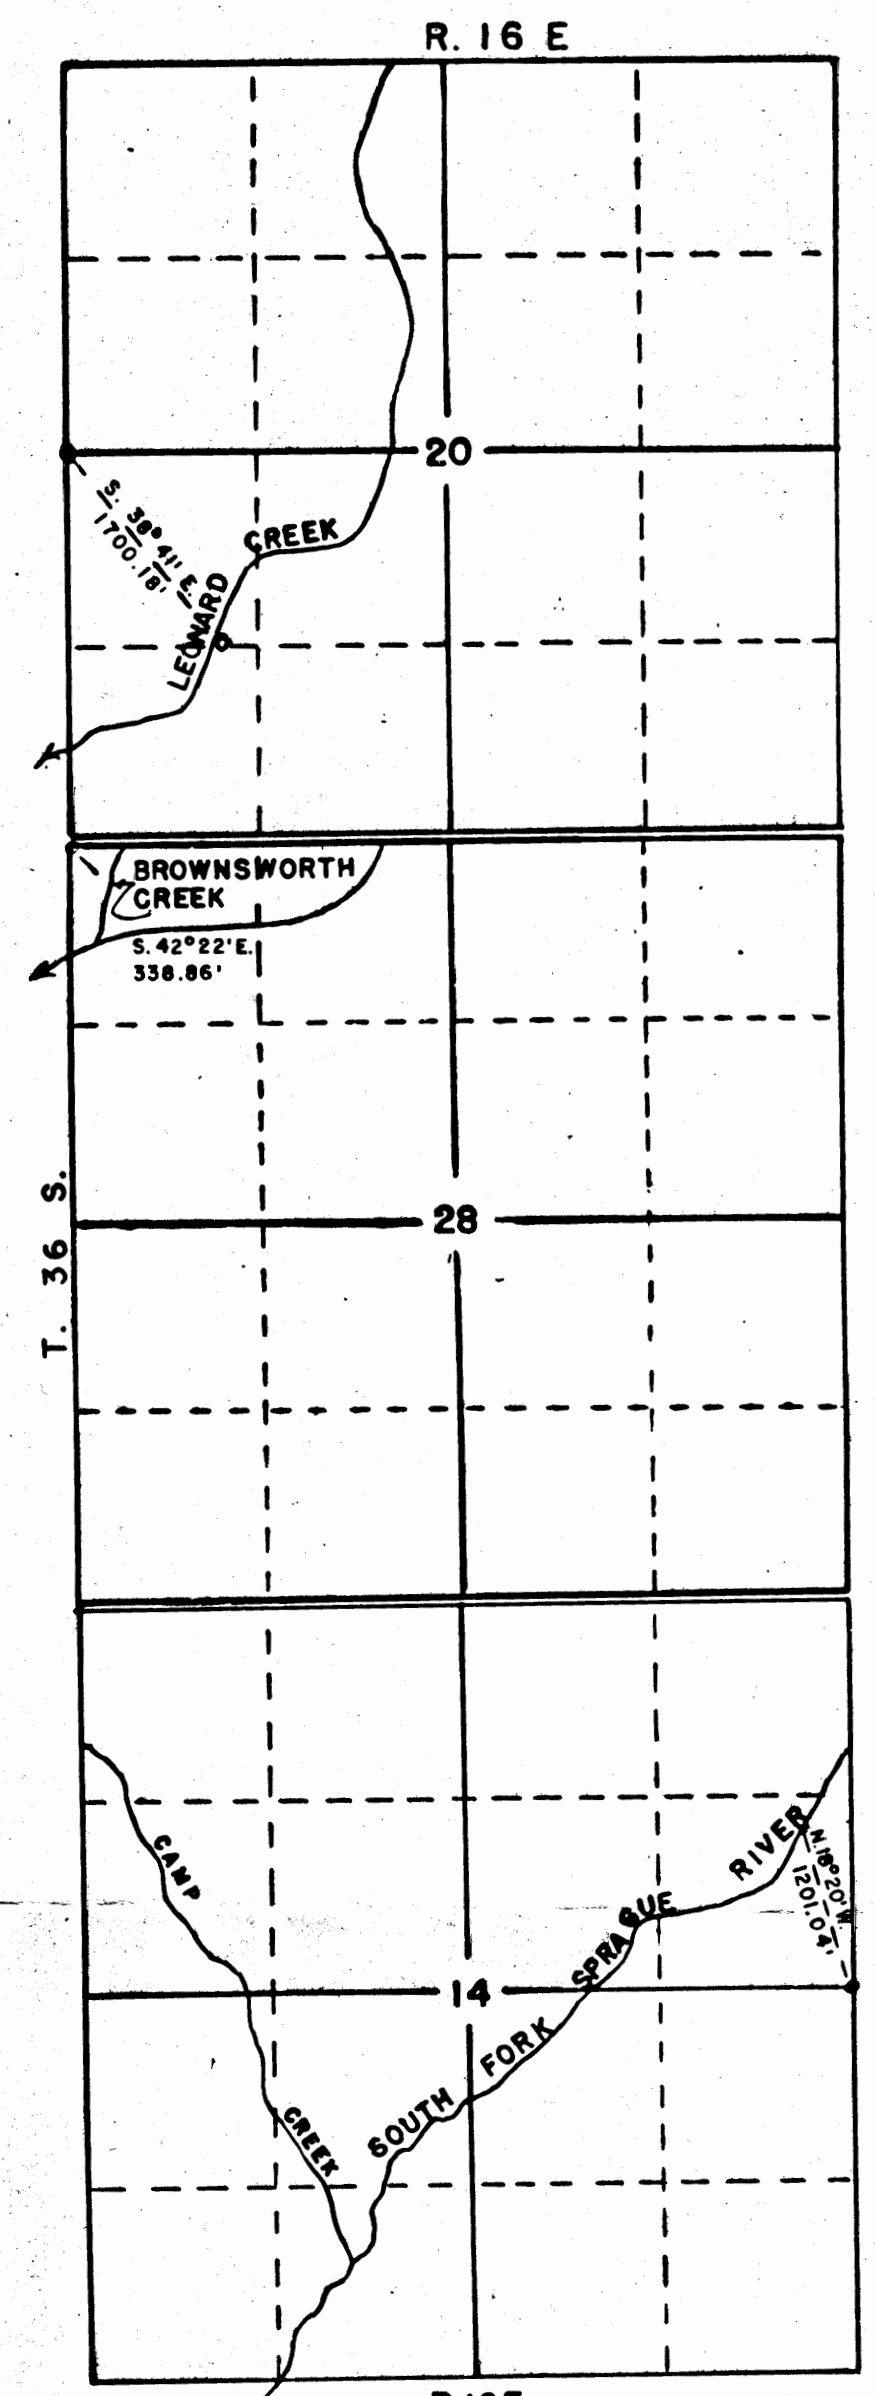 R. 16 E
20
S. 38° 41' E.
1700.18'
LEONARD CREEK
BROWNSWORTH
CREEK
S. 42° 22' E.
338.86'
T. 36 S.
28
CAMP CREEK
SOUTH FORK SPRAGUE RIVER
N. 18° 20' W.
1201.04'
14